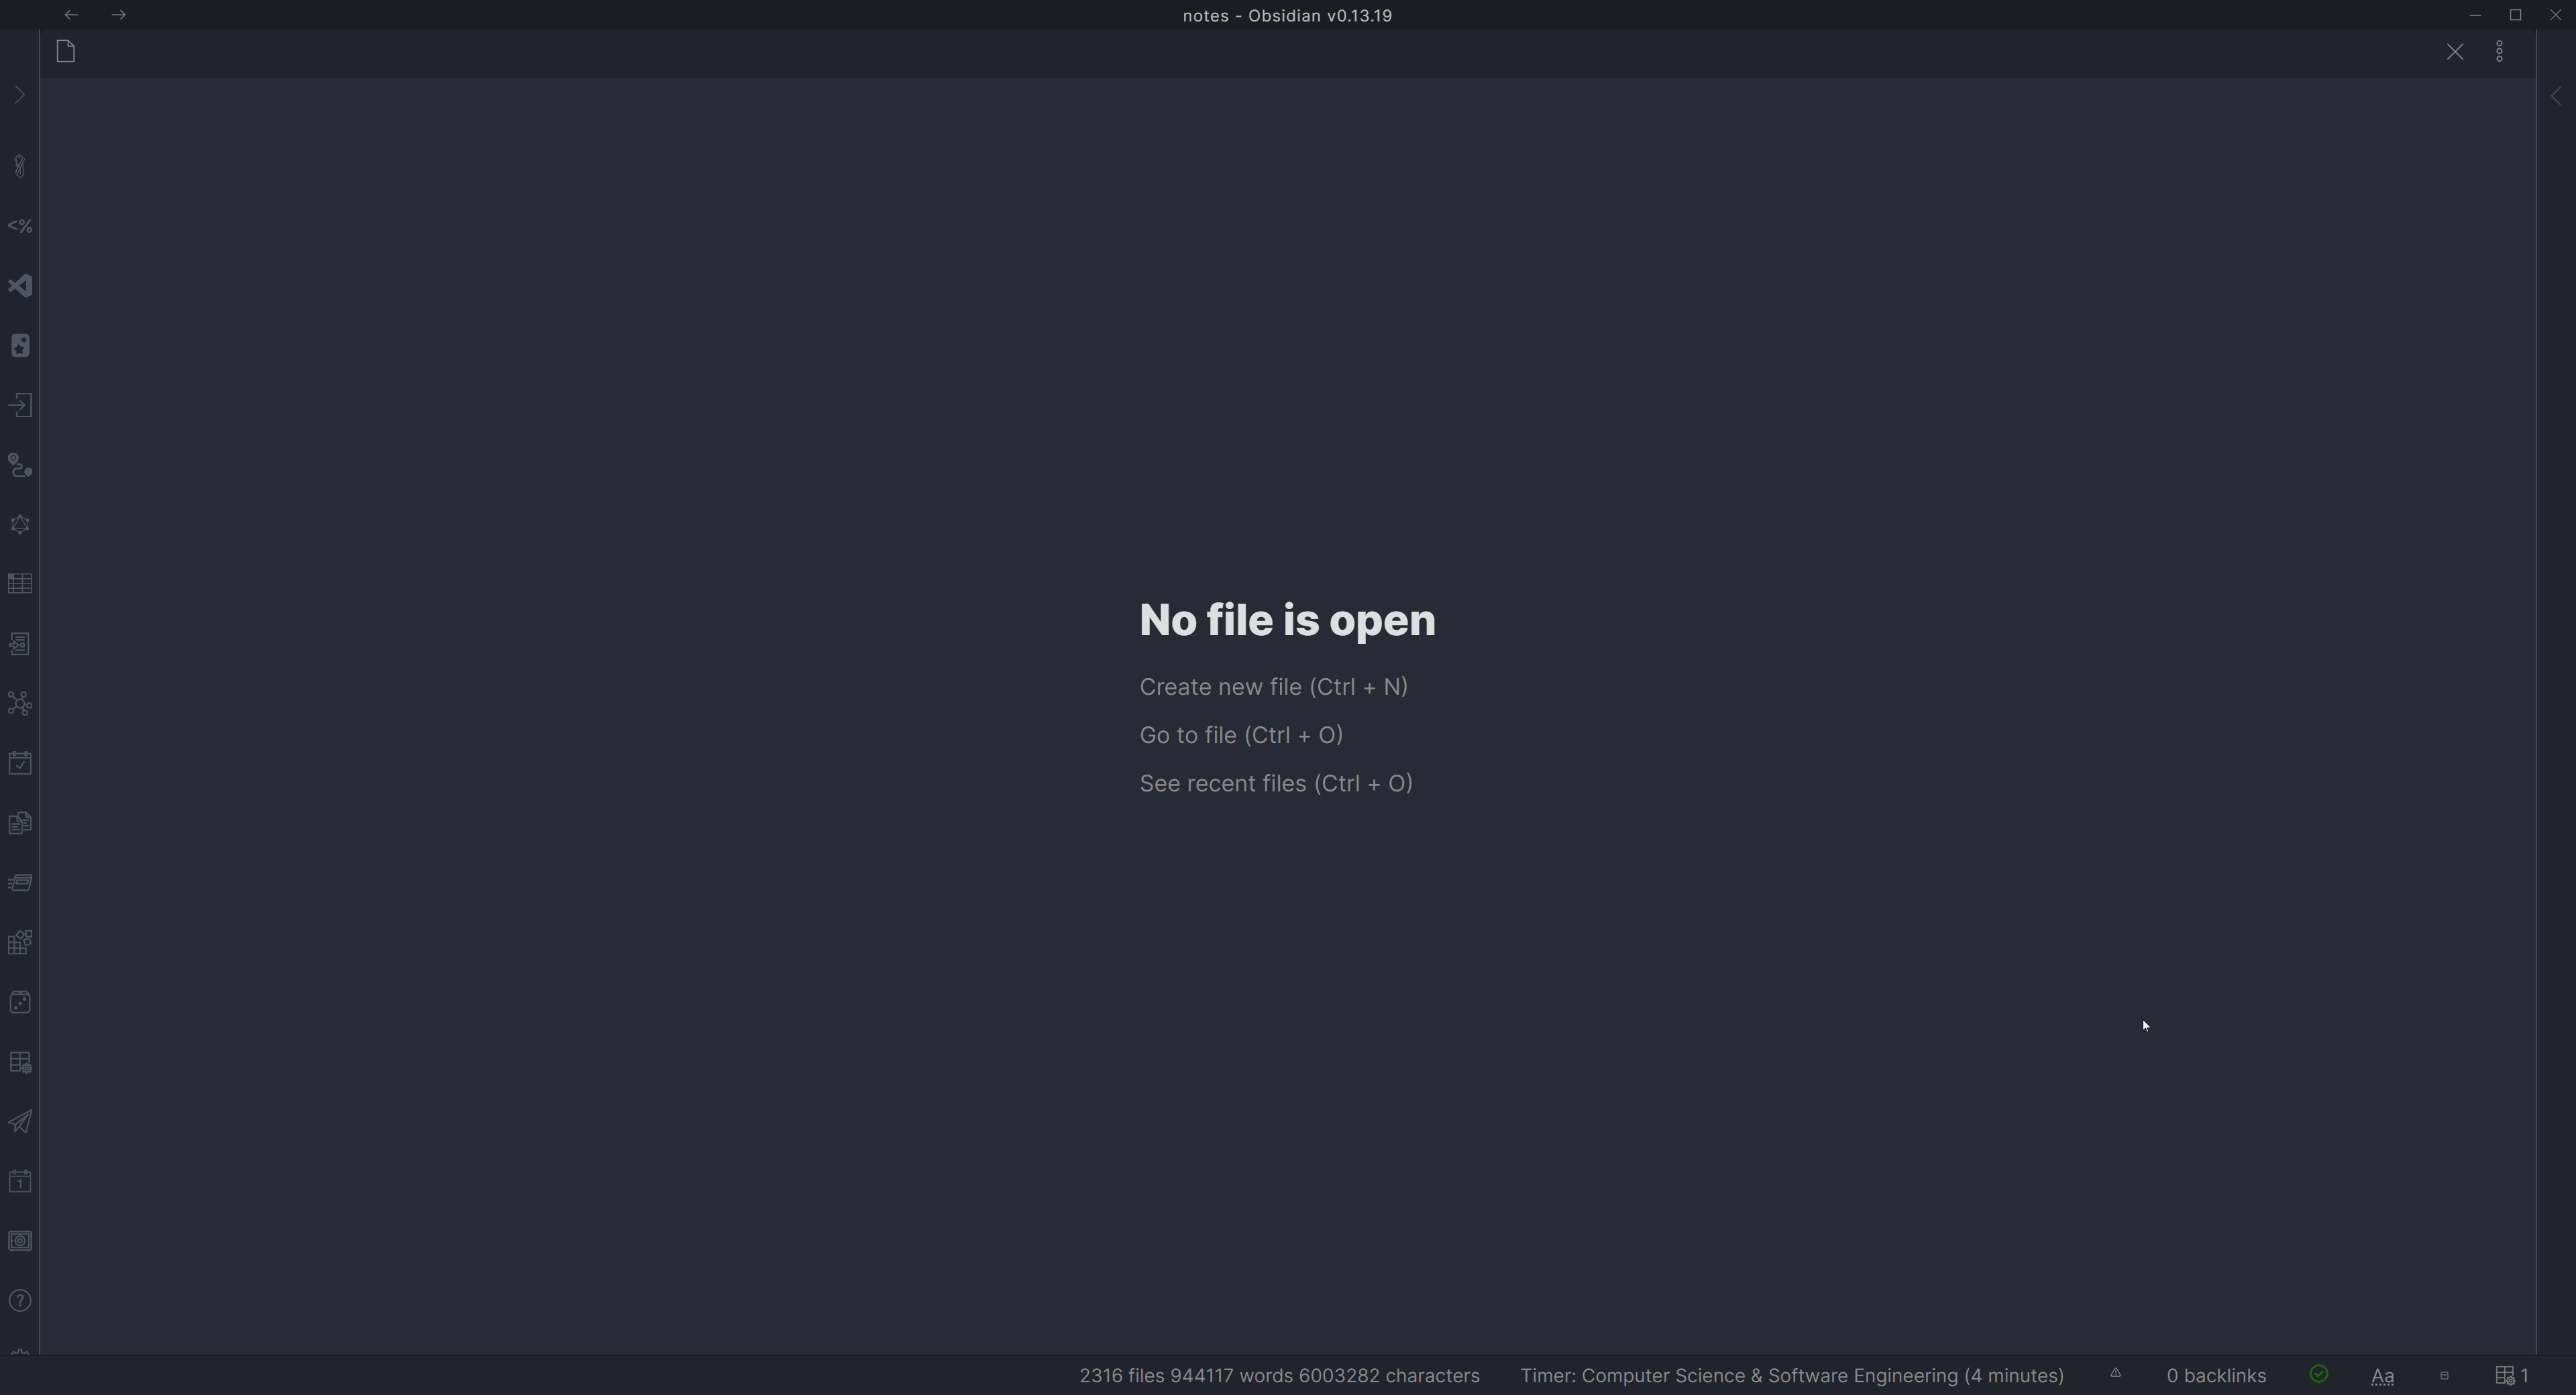 notes - Obsidian v0.13.19
<%
No file is open
Create new file (Ctrl + N)
Go to file (Ctrl + O)
See recent files (Ctrl + O)
1
?
2316 files 944117 words 6003282 characters
Timer: Computer Science & Software Engineering (4 minutes)
0 backlinks
Aa
1